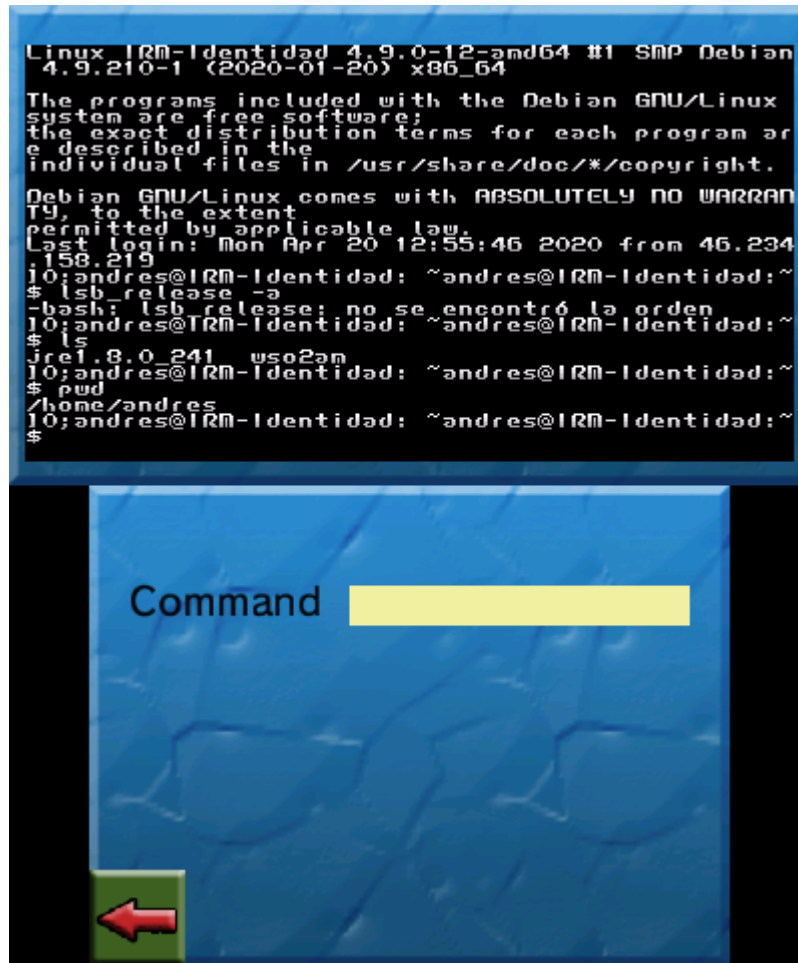 Linux IRM-Identidad 4.9.0-12-amd64 #1 SMP Debian
 4.9.210-1 (2020-01-20) x86_64
The programs included with the Debian GNU/Linux
system are free software;
the exact distribution terms for each program ar
e described in the
individual files in /usr/share/doc/*/copyright.
Debian GNU/Linux comes with ABSOLUTELY NO WARRAN
TY, to the extent
permitted by applicable law.
Last login: Mon Apr 20 12:55:46 2020 from 46.234
.158.219
]0;andres@IRM-Identidad: ~andres@IRM-Identidad:~
$ lsb_release -a
-bash: lsb_release: no se encontró la orden
]0;andres@IRM-Identidad: ~andres@IRM-Identidad:~
$ ls
jre1.8.0_241  wso2am
]0;andres@IRM-Identidad: ~andres@IRM-Identidad:~
$ pwd
/home/andres
]0;andres@IRM-Identidad: ~andres@IRM-Identidad:~
$
Command